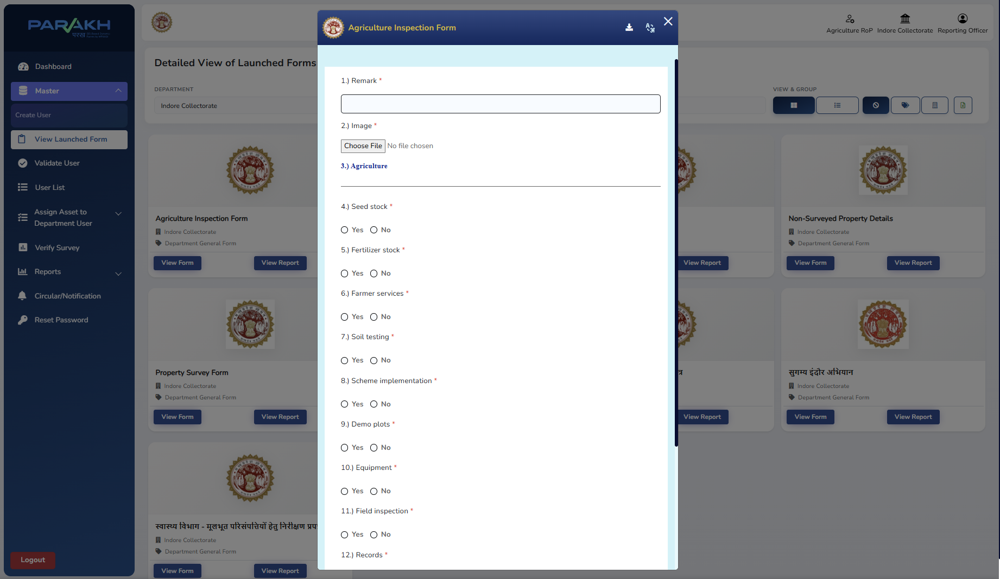 PARAKH
परख
Dashboard
Master
Create User
View Launched Form
Validate User
User List
Assign Asset to
Department User
Verify Survey
Reports
Circular/Notification
Reset Password
Logout
Agriculture RoP
Indore Collectorate
Reporting Officer
Detailed View of Launched Forms
DEPARTMENT
Indore Collectorate
VIEW & GROUP
Agriculture Inspection Form
Indore Collectorate
Department General Form
View Form
View Report
View Report
Non-Surveyed Property Details
Indore Collectorate
Department General Form
View Form
View Report
Property Survey Form
Indore Collectorate
Department General Form
View Form
View Report
त्र
View Report
सुगम्य इंदौर अभियान
Indore Collectorate
Department General Form
View Form
View Report
स्वास्थ्य विभाग - मूलभूत परिसंपत्तियों हेतु निरीक्षण
Indore Collectorate
Department General Form
View Form
View Report
Agriculture Inspection Form
1.) Remark *
2.) Image *
Choose File No file chosen
3.) Agriculture
4.) Seed stock *
Yes No
5.) Fertilizer stock *
Yes No
6.) Farmer services *
Yes No
7.) Soil testing *
Yes No
8.) Scheme implementation *
Yes No
9.) Demo plots *
Yes No
10.) Equipment *
Yes No
11.) Field inspection *
Yes No
12.) Records *